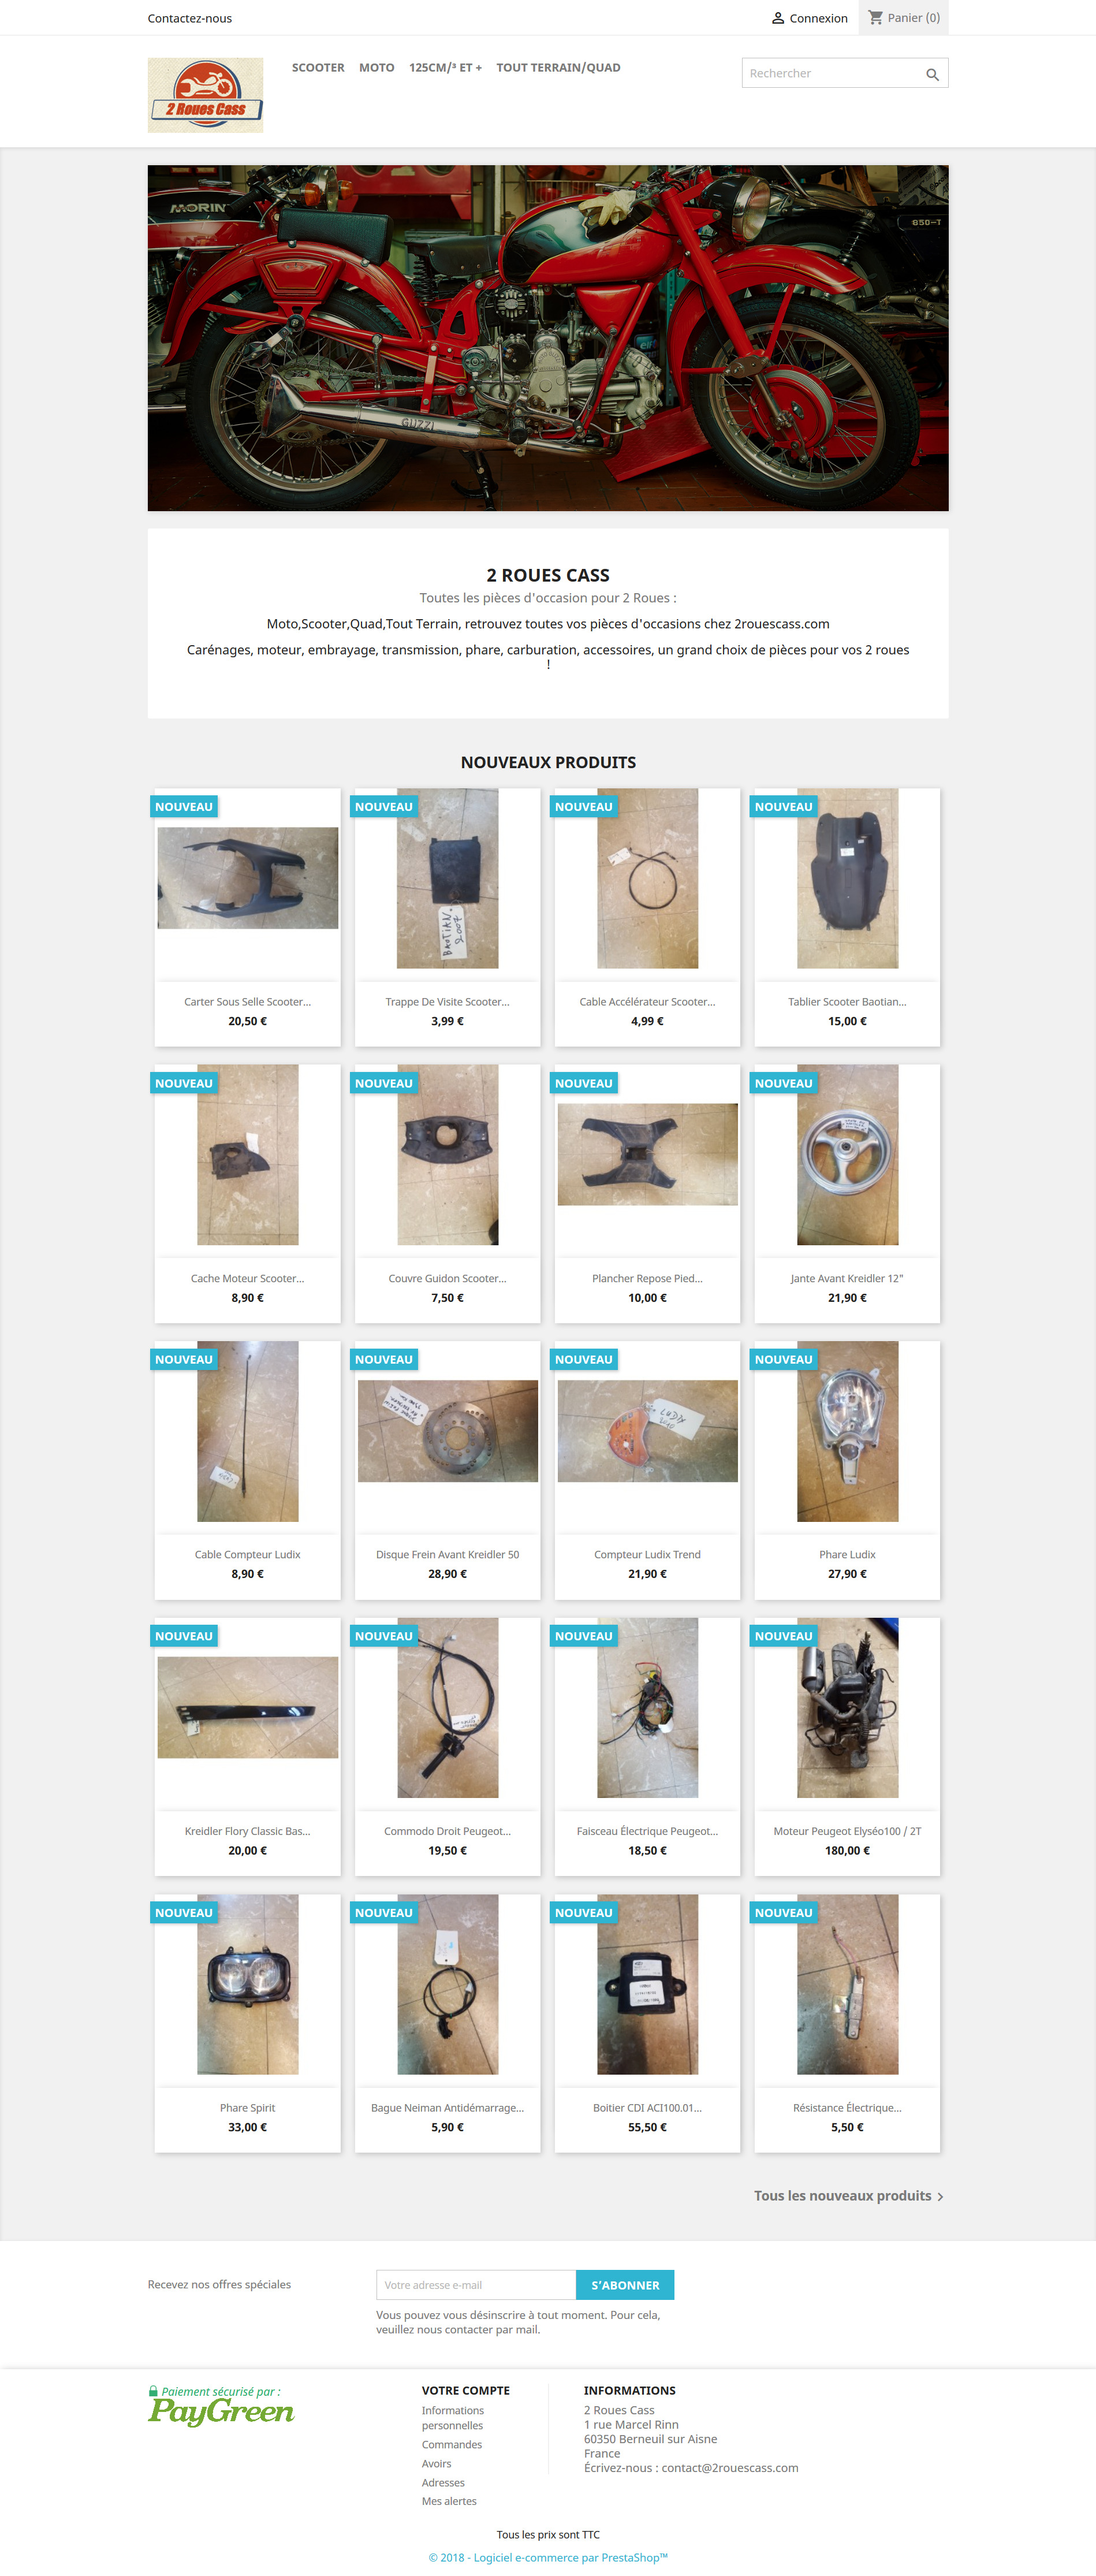 Contactez-nous
Connexion
Panier (0)
2 Roues Cass
SCOOTER
MOTO
125CM/³ ET +
TOUT TERRAIN/QUAD
Rechercher
MORIN
850-T
GUZZI
2 ROUES CASS
Toutes les pièces d'occasion pour 2 Roues :
Moto,Scooter,Quad,Tout Terrain, retrouvez toutes vos pièces d'occasions chez 2rouescass.com
Carénages, moteur, embrayage, transmission, phare, carburation, accessoires, un grand choix de pièces pour vos 2 roues
!
NOUVEAUX PRODUITS
NOUVEAU
Carter Sous Selle Scooter...
20,50 €
NOUVEAU
BAOTIAN
2007
Trappe De Visite Scooter...
3,99 €
NOUVEAU
Cable Accélérateur Scooter...
4,99 €
NOUVEAU
Tablier Scooter Baotian...
15,00 €
NOUVEAU
Cache Moteur Scooter...
8,90 €
NOUVEAU
Couvre Guidon Scooter...
7,50 €
NOUVEAU
Plancher Repose Pied...
10,00 €
NOUVEAU
Jante Avant Kreidler 12"
21,90 €
NOUVEAU
Cable Compteur Ludix
8,90 €
NOUVEAU
Disque Frein Avant Kreidler 50
28,90 €
NOUVEAU
LUDIX
Compteur Ludix Trend
21,90 €
NOUVEAU
Phare Ludix
27,90 €
NOUVEAU
Kreidler Flory Classic Bas...
20,00 €
NOUVEAU
Commodo Droit Peugeot...
19,50 €
NOUVEAU
Faisceau Électrique Peugeot...
18,50 €
NOUVEAU
Moteur Peugeot Elyséo100 / 2T
180,00 €
NOUVEAU
Phare Spirit
33,00 €
NOUVEAU
Bague Neiman Antidémarrage...
5,90 €
NOUVEAU
Boitier CDI ACI100.01...
55,50 €
NOUVEAU
Résistance Électrique...
5,50 €
Tous les nouveaux produits
Recevez nos offres spéciales
Votre adresse e-mail
S'ABONNER
Vous pouvez vous désinscrire à tout moment. Pour cela,
veuillez nous contacter par mail.
Paiement sécurisé par :
PayGreen
VOTRE COMPTE
Informations
personnelles
Commandes
Avoirs
Adresses
Mes alertes
INFORMATIONS
2 Roues Cass
1 rue Marcel Rinn
60350 Berneuil sur Aisne
France
Écrivez-nous : contact@2rouescass.com
Tous les prix sont TTC
© 2018 - Logiciel e-commerce par PrestaShop™